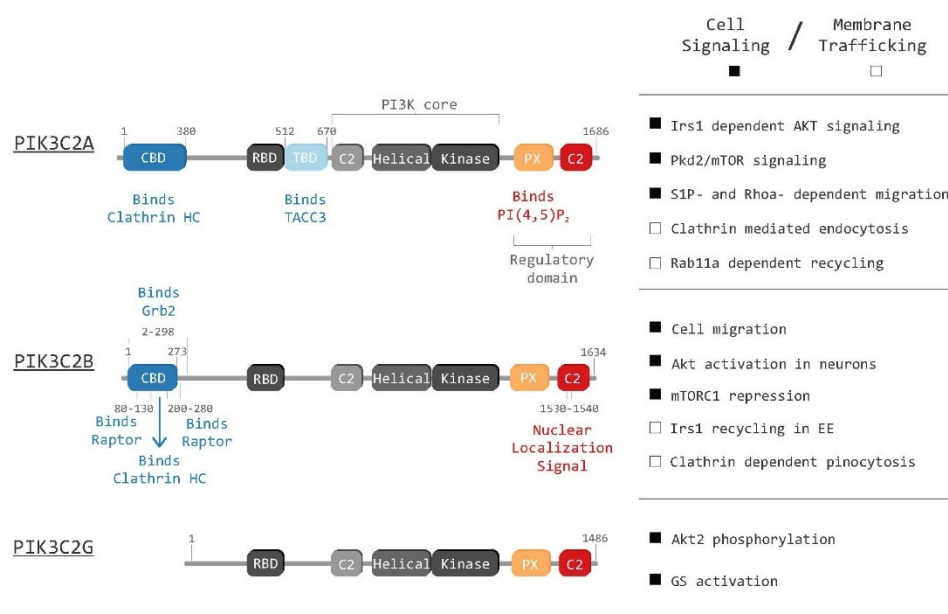 Cell Signaling / Membrane Trafficking
PI3K core
1 380 512 670 1686
PIK3C2A
CBD RBD TBD C2 Helical Kinase PX C2
Binds Clathrin HC
Binds TACC3
Binds PI(4,5)P₂
Regulatory domain
Irs1 dependent AKT signaling
Pkd2/mTOR signaling
S1P- and Rhoa- dependent migration
Clathrin mediated endocytosis
Rab11a dependent recycling
Binds Grb2
2-298
1 273 1634
PIK3C2B
CBD RBD C2 Helical Kinase PX C2
80-130 200-280 1530-1540
Binds Raptor
Binds Raptor
Binds Clathrin HC
Nuclear Localization Signal
Cell migration
Akt activation in neurons
mTORC1 repression
Irs1 recycling in EE
Clathrin dependent pinocytosis
1 1486
PIK3C2G
RBD C2 Helical Kinase PX C2
Akt2 phosphorylation
GS activation